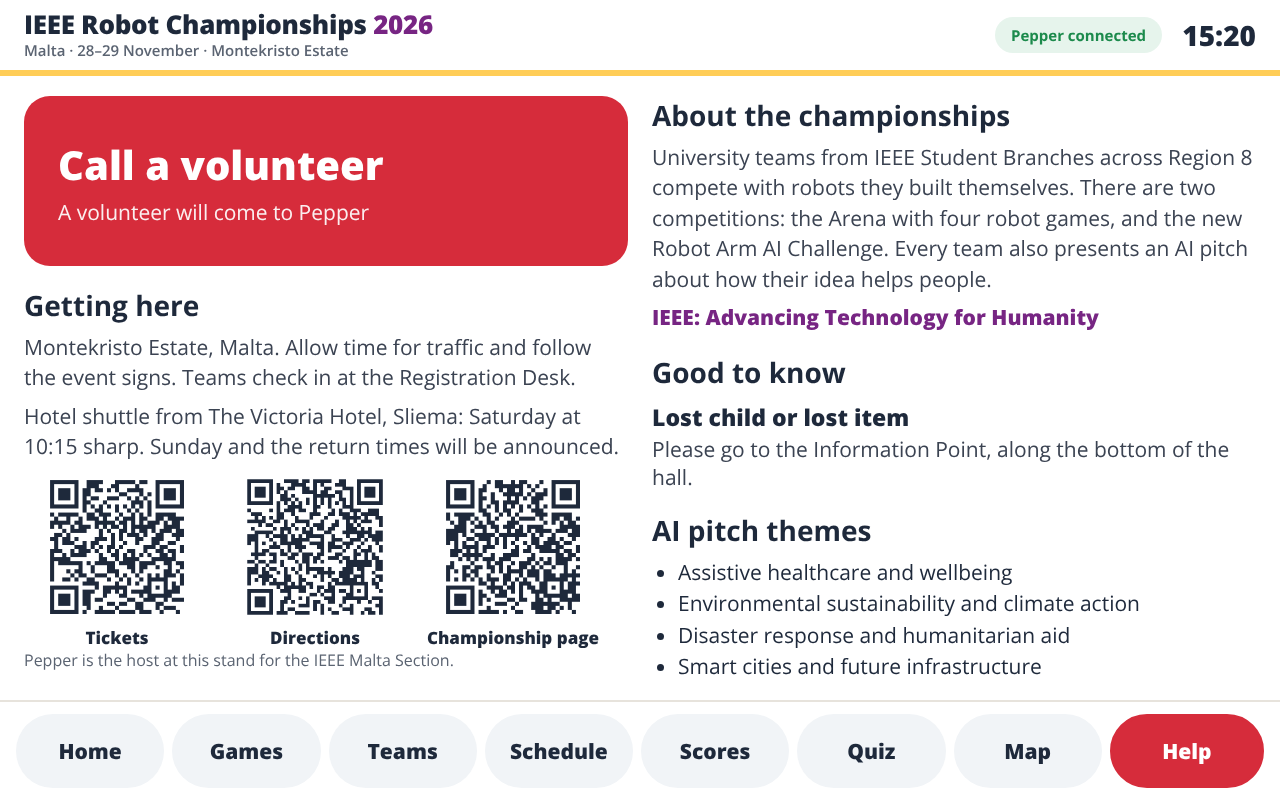 IEEE Robot Championships 2026
Malta · 28–29 November · Montekristo Estate
Pepper connected
15:20
Call a volunteer
A volunteer will come to Pepper
Getting here
Montekristo Estate, Malta. Allow time for traffic and follow
the event signs. Teams check in at the Registration Desk.
Hotel shuttle from The Victoria Hotel, Sliema: Saturday at
10:15 sharp. Sunday and the return times will be announced.
Tickets
Directions
Championship page
Pepper is the host at this stand for the IEEE Malta Section.
About the championships
University teams from IEEE Student Branches across Region 8
compete with robots they built themselves. There are two
competitions: the Arena with four robot games, and the new
Robot Arm AI Challenge. Every team also presents an AI pitch
about how their idea helps people.
IEEE: Advancing Technology for Humanity
Good to know
Lost child or lost item
Please go to the Information Point, along the bottom of the
hall.
AI pitch themes
• Assistive healthcare and wellbeing
• Environmental sustainability and climate action
• Disaster response and humanitarian aid
• Smart cities and future infrastructure
Home
Games
Teams
Schedule
Scores
Quiz
Map
Help